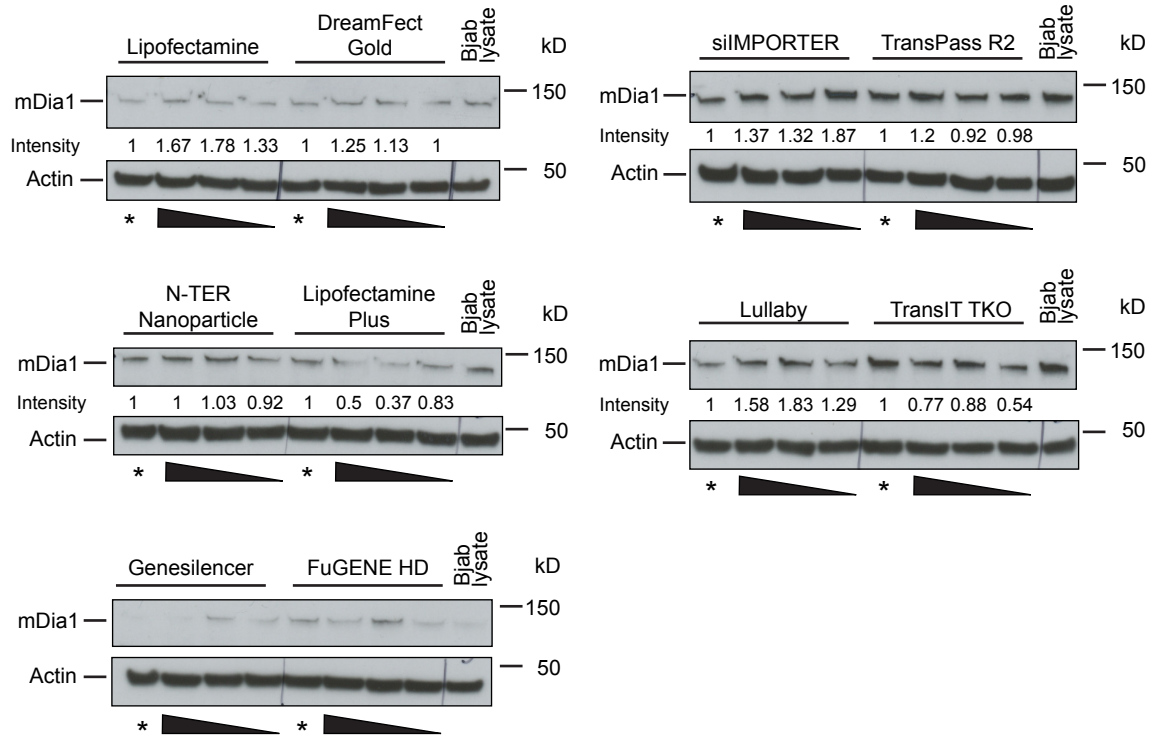 Lipofectamine
DreamFect
Gold
Bjab
lysate
kD
mDia1
150
Intensity
1 1.67 1.78 1.33 1 1.25 1.13 1
Actin
50
* *
siIMPORTER
TransPass R2
Bjab
lysate
kD
mDia1
150
Intensity
1 1.37 1.32 1.87 1 1.2 0.92 0.98
Actin
50
* *
N-TER
Nanoparticle
Lipofectamine
Plus
Bjab
lysate
kD
mDia1
150
Intensity
1 1 1.03 0.92 1 0.5 0.37 0.83
Actin
50
* *
Lullaby
TransIT TKO
Bjab
lysate
kD
mDia1
150
Intensity
1 1.58 1.83 1.29 1 0.77 0.88 0.54
Actin
50
* *
Genesilencer
FuGENE HD
Bjab
lysate
kD
mDia1
150
Actin
50
* *